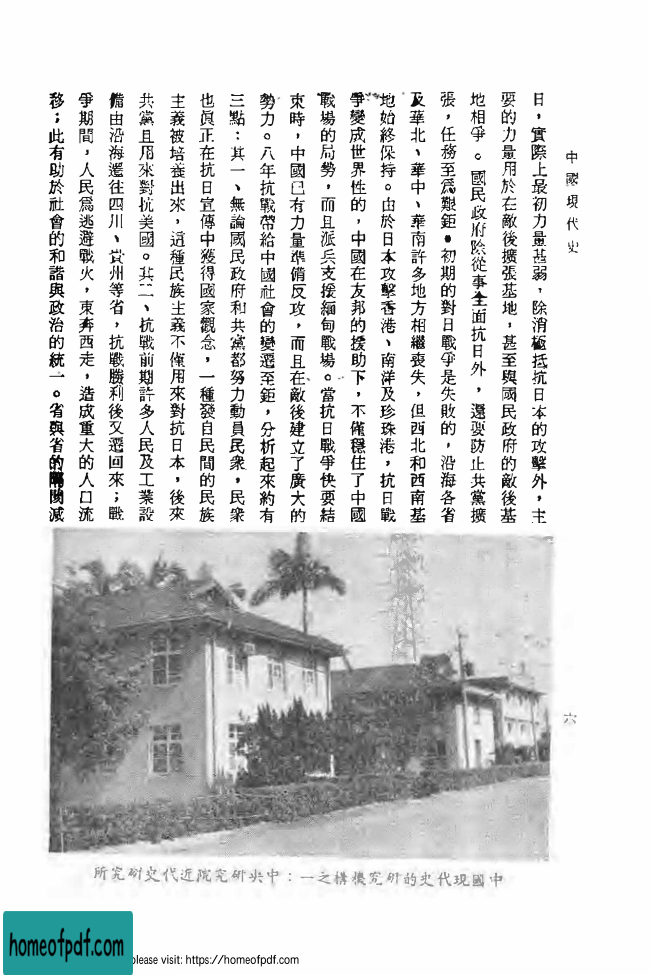 中國現代史
日，實際上最初力量甚弱，除消極抵抗日本的攻擊外，主
要的力量用於在敵後擴張基地，甚至與國民政府的敵後基
地相爭。國民政府除從事全面抗日外，還要防止共黨擴
張，任務至為艱鉅。初期的對日戰爭是失敗的，沿海各省
及華北、華中、華南許多地方相繼喪失，但西北和西南基
地始終保持。由於日本攻擊香港、南洋及珍珠港，抗日戰
爭變成世界性的，中國在友邦的援助下，不僅穩住了中國
戰場的局勢，而且派兵支援緬甸戰場。當抗日戰爭快要結
束時，中國已有力量準備反攻，而且在敵後建立了廣大的
勢力。八年抗戰帶給中國社會的變遷至鉅，分析起來約有
三點：其一、無論國民政府和共黨都努力動員民衆，民衆
也眞正在抗日宣傳中獲得國家觀念，一種發自民間的民族
主義被培養出來，這種民族主義不僅用來對抗日本，後來
共黨且用來對抗美國。其二、抗戰前期許多人民及工業設
備由沿海遷往四川、貴州等省，抗戰勝利後又遷回來；戰
爭期間，人民爲逃避戰火，東奔西走，造成重大的人口流
移；此有助於社會的和諧與政治的統一。省與省的隔閡減
六
中國現代史的研究機構之一：中央研究院近代史研究所
homeofpdf.com
please visit: https://homeofpdf.com